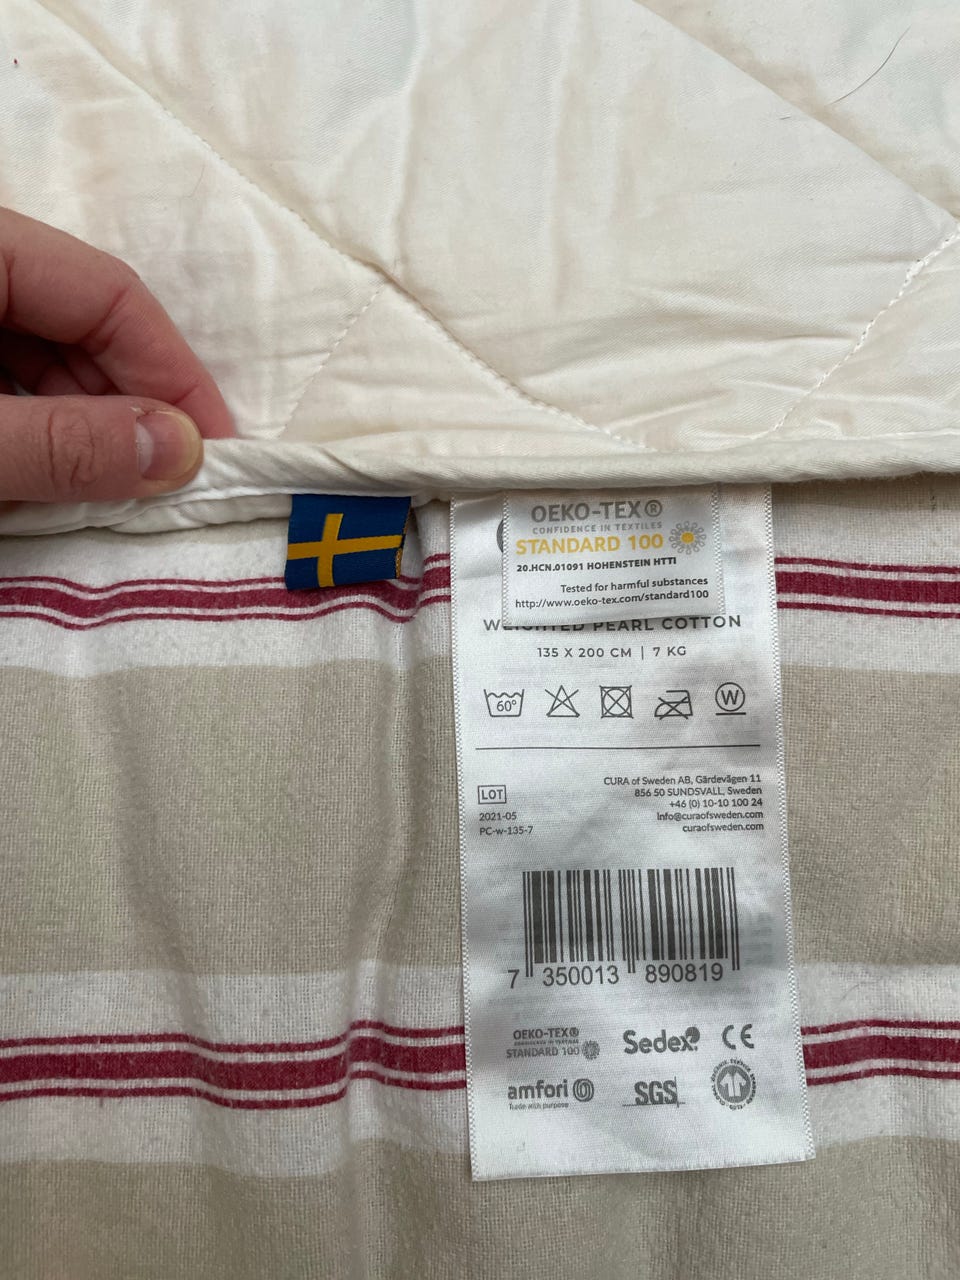 OEKO-TEX®
CONFIDENCE IN TEXTILES
STANDARD 100
20.HCN.01091 HOHENSTEIN HTTI
Tested for harmful substances
http://www.oeko-tex.com/standard100
WEIGHTED PEARL COTTON
135 X 200 CM | 7 KG
60°
W
CURA of Sweden AB, Gärdevägen 11
856 50 SUNDSVALL, Sweden
+46 (0) 10-10 100 24
info@curaofsweden.com
curaofsweden.com
LOT
2021-05
PC-w-135-7
7 350013 890819
OEKO-TEX®
CONFIDENCE IN TEXTILES
STANDARD 100
Sedex
CE
amfori
Trade with purpose
SGS